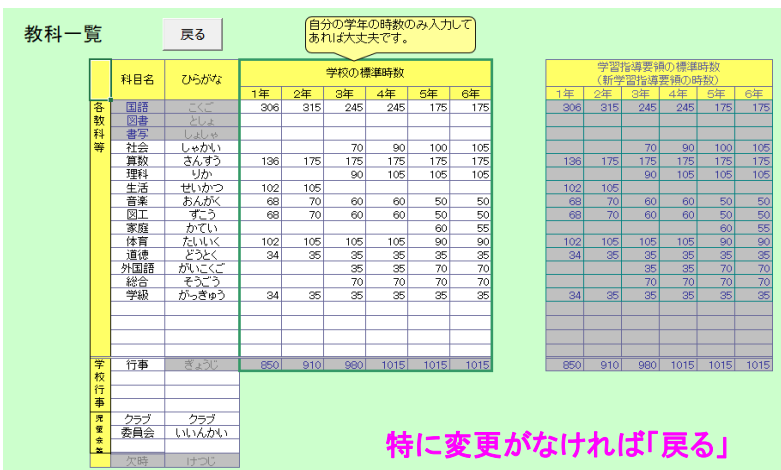 教科一覧
戻る
自分の学年の時数のみ入力して
あれば大丈夫です。
科目名 ひらがな 学校の標準時数
1年 2年 3年 4年 5年 6年
学習指導要領の標準時数
(新学習指導要領の時数)
1年 2年 3年 4年 5年 6年
各教科等
国語 こくご 306 315 245 245 175 175 306 315 245 245 175 175
図書 としょ
書写 しょしゃ
社会 しゃかい 70 90 100 105 70 90 100 105
算数 さんすう 136 175 175 175 175 175 136 175 175 175 175 175
理科 りか 90 105 105 105 90 105 105 105
生活 せいかつ 102 105 102 105
音楽 おんがく 68 70 60 60 50 50 68 70 60 60 50 50
図工 ずこう 68 70 60 60 50 50 68 70 60 60 50 50
家庭 かてい 60 55 60 55
体育 たいいく 102 105 105 105 90 90 102 105 105 105 90 90
道徳 どうとく 34 35 35 35 35 35 34 35 35 35 35 35
外国語 がいこくご 35 35 70 70 35 35 70 70
総合 そうごう 70 70 70 70 70 70 70 70
学級 がっきゅう 34 35 35 35 35 35 34 35 35 35 35 35
学校行事
行事 ぎょうじ 850 910 980 1015 1015 1015 850 910 980 1015 1015 1015
児童会等
クラブ クラブ
委員会 いいんかい
欠時 けつじ
特に変更がなければ「戻る」